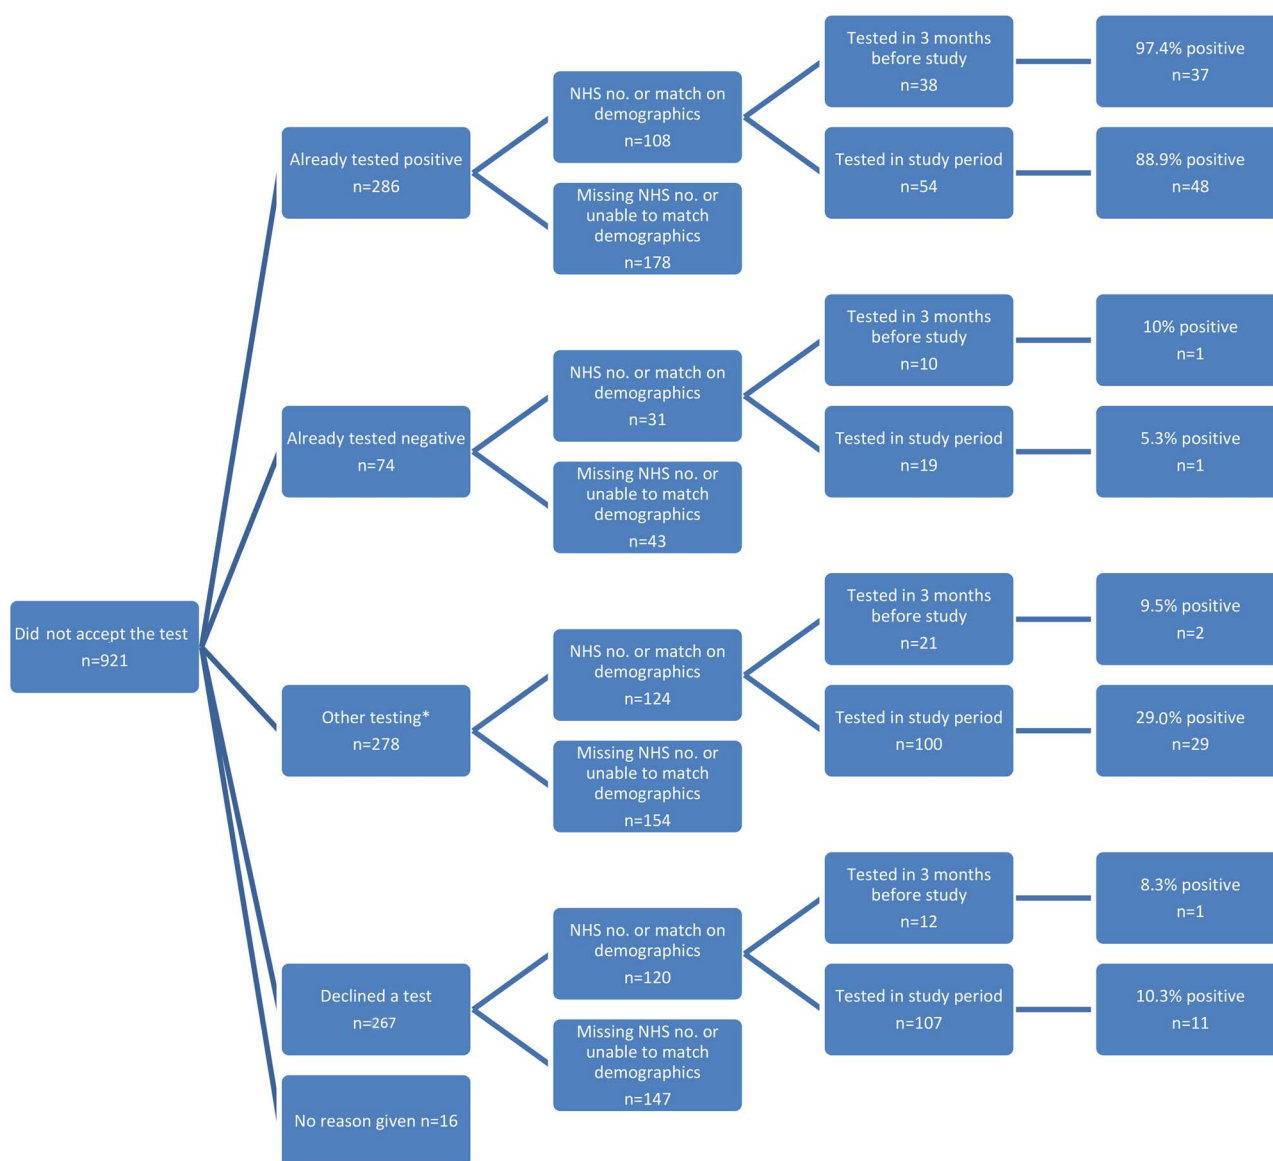 Did not accept the test
n=921
Already tested positive
n=286
NHS no. or match on
demographics
n=108
Tested in 3 months
before study
n=38
97.4% positive
n=37
Tested in study period
n=54
88.9% positive
n=48
Missing NHS no. or
unable to match
demographics
n=178
Already tested negative
n=74
NHS no. or match on
demographics
n=31
Tested in 3 months
before study
n=10
10% positive
n=1
Tested in study period
n=19
5.3% positive
n=1
Missing NHS no. or
unable to match
demographics
n=43
Other testing*
n=278
NHS no. or match on
demographics
n=124
Tested in 3 months
before study
n=21
9.5% positive
n=2
Tested in study period
n=100
29.0% positive
n=29
Missing NHS no. or
unable to match
demographics
n=154
Declined a test
n=267
NHS no. or match on
demographics
n=120
Tested in 3 months
before study
n=12
8.3% positive
n=1
Tested in study period
n=107
10.3% positive
n=11
Missing NHS no. or
unable to match
demographics
n=147
No reason given n=16